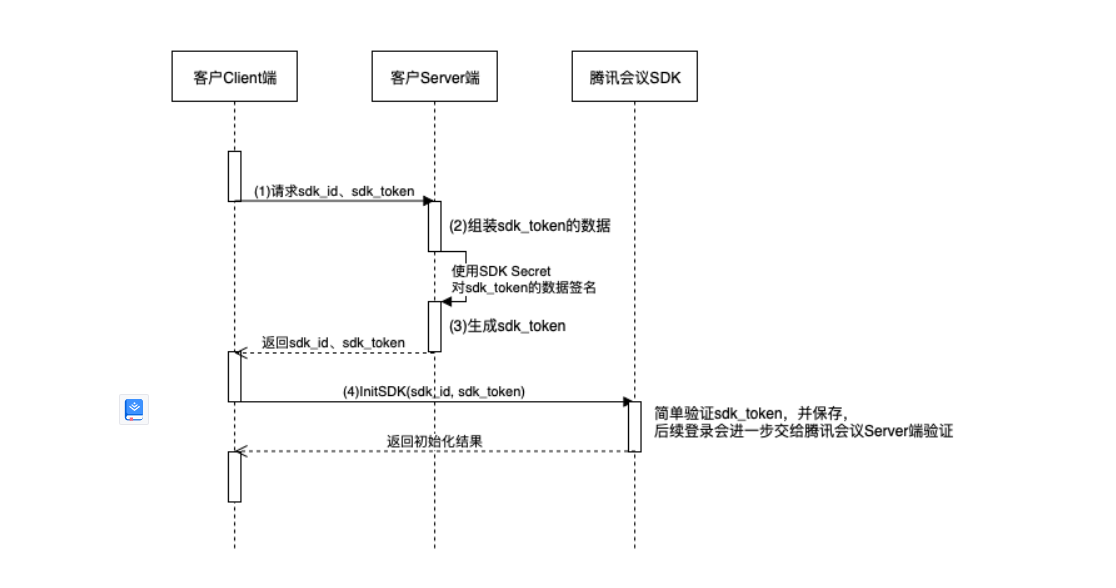 客户Client端
客户Server端
腾讯会议SDK
(1)请求sdk_id、sdk_token
(2)组装sdk_token的数据
使用SDK Secret
对sdk_token的数据签名
(3)生成sdk_token
返回sdk_id、sdk_token
(4)InitSDK(sdk_id, sdk_token)
简单验证sdk_token，并保存，
后续登录会进一步交给腾讯会议Server端验证
返回初始化结果